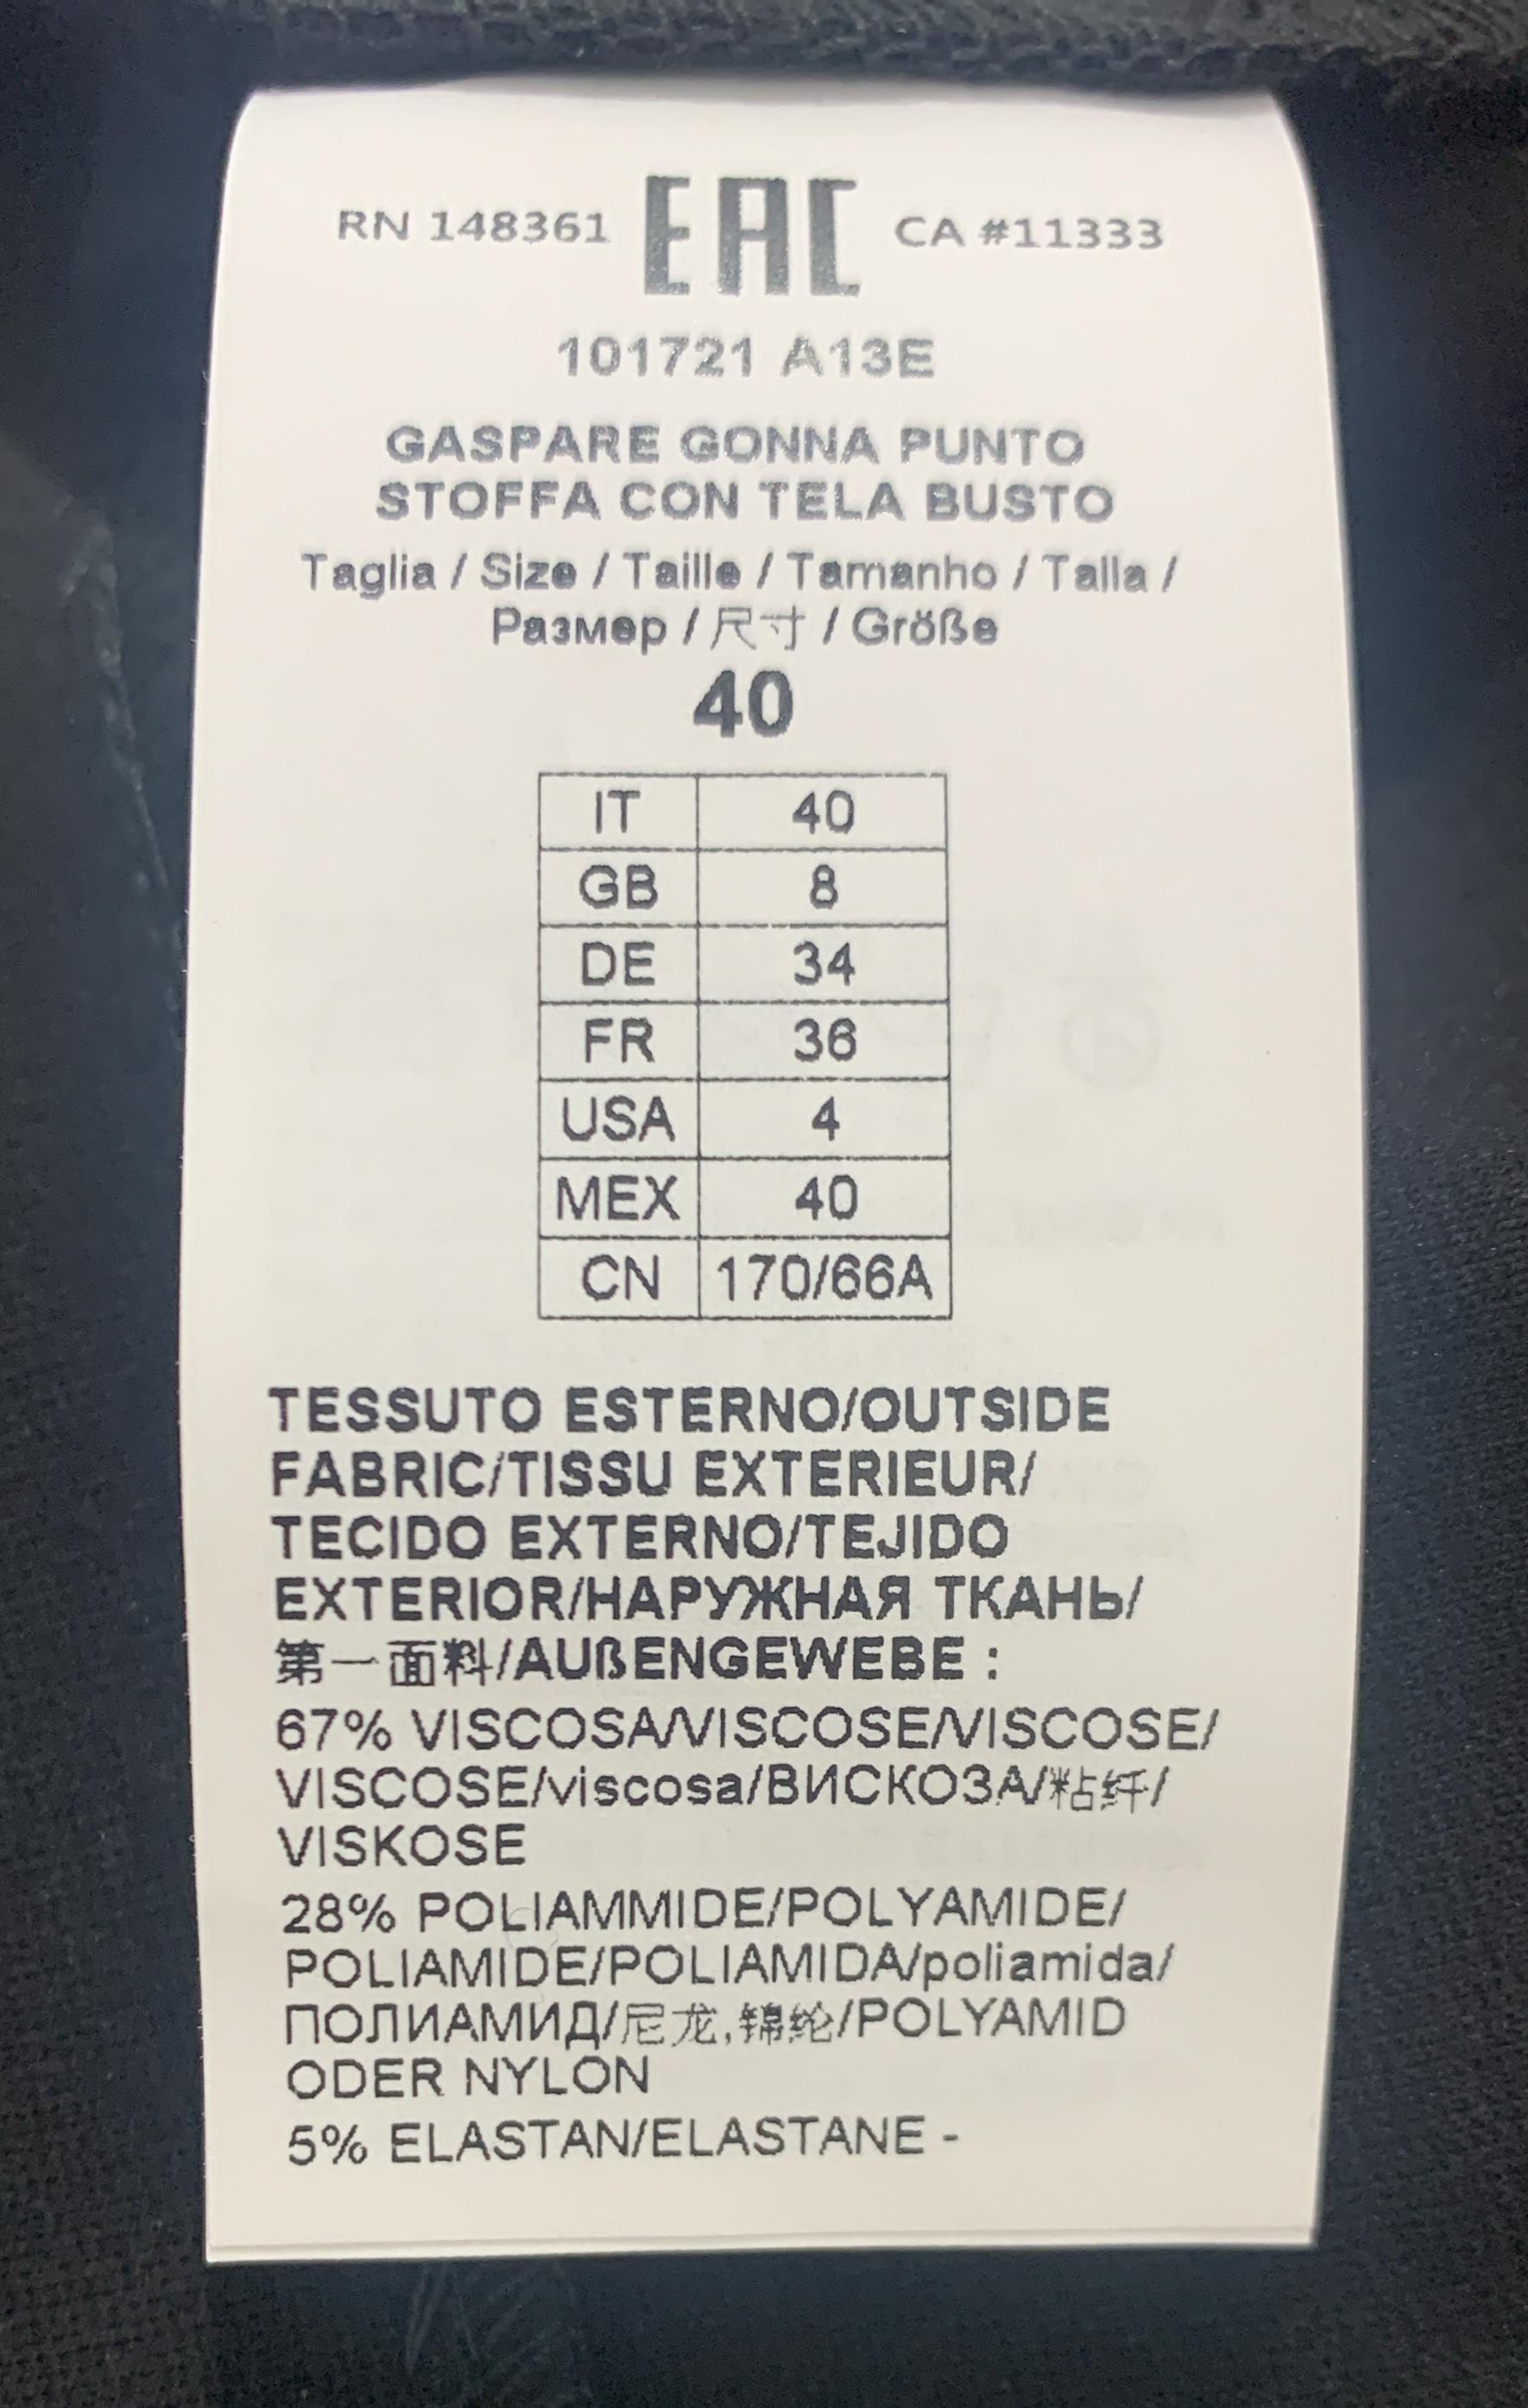 RN 148361 EAC CA #11333
101721 A13E
GASPARE GONNA PUNTO
STOFFA CON TELA BUSTO
Taglia / Size / Taille / Tamanho / Talla /
Размер / 尺寸 / Größe
40
IT 40
GB 8
DE 34
FR 36
USA 4
MEX 40
CN 170/66A
TESSUTO ESTERNO/OUTSIDE
FABRIC/TISSU EXTERIEUR/
TECIDO EXTERNO/TEJIDO
EXTERIOR/НАРУЖНАЯ ТКАНЬ/
第一面料/AUßENGEWEBE :
67% VISCOSA/VISCOSE/VISCOSE/
VISCOSE/viscosa/ВИСКОЗА/粘纤/
VISKOSE
28% POLIAMMIDE/POLYAMIDE/
POLIAMIDE/POLIAMIDA/poliamida/
ПОЛИАМИД/尼龙,锦纶/POLYAMID
ODER NYLON
5% ELASTAN/ELASTANE -